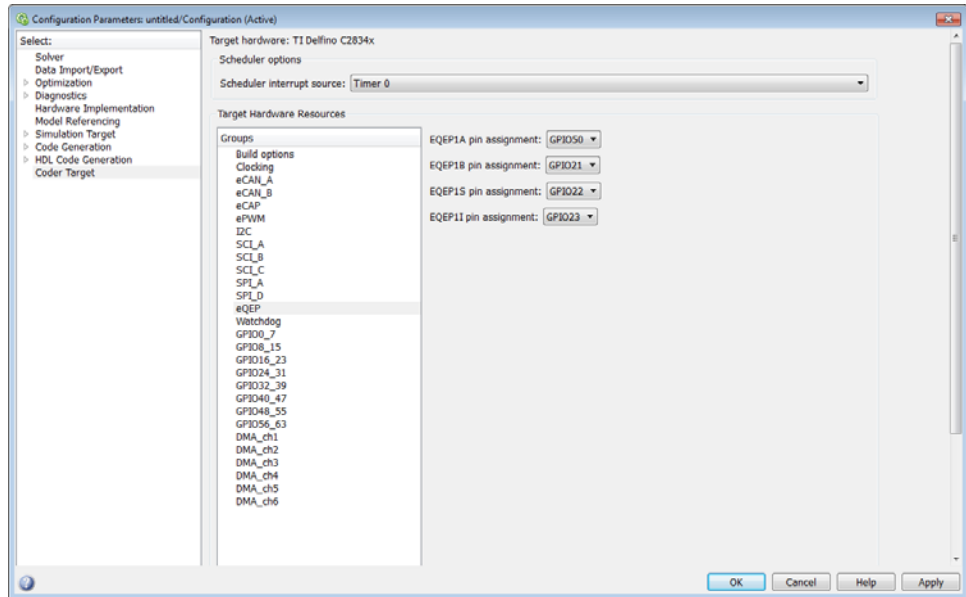 Configuration Parameters: untitled/Configuration (Active)
Select:
Solver
Data Import/Export
Optimization
Diagnostics
Hardware Implementation
Model Referencing
Simulation Target
Code Generation
HDL Code Generation
Coder Target
Target hardware: TI Delfino C2834x
Scheduler options
Scheduler interrupt source: Timer 0
Target Hardware Resources
Groups
Build options
Clocking
eCAN_A
eCAN_B
eCAP
ePWM
I2C
SCI_A
SCI_B
SCI_C
SPI_A
SPI_D
eQEP
Watchdog
GPIO0_7
GPIO8_15
GPIO16_23
GPIO24_31
GPIO32_39
GPIO40_47
GPIO48_55
GPIO56_63
DMA_ch1
DMA_ch2
DMA_ch3
DMA_ch4
DMA_ch5
DMA_ch6
EQEP1A pin assignment: GPIO50
EQEP1B pin assignment: GPIO21
EQEP1S pin assignment: GPIO22
EQEP1I pin assignment: GPIO23
OK Cancel Help Apply